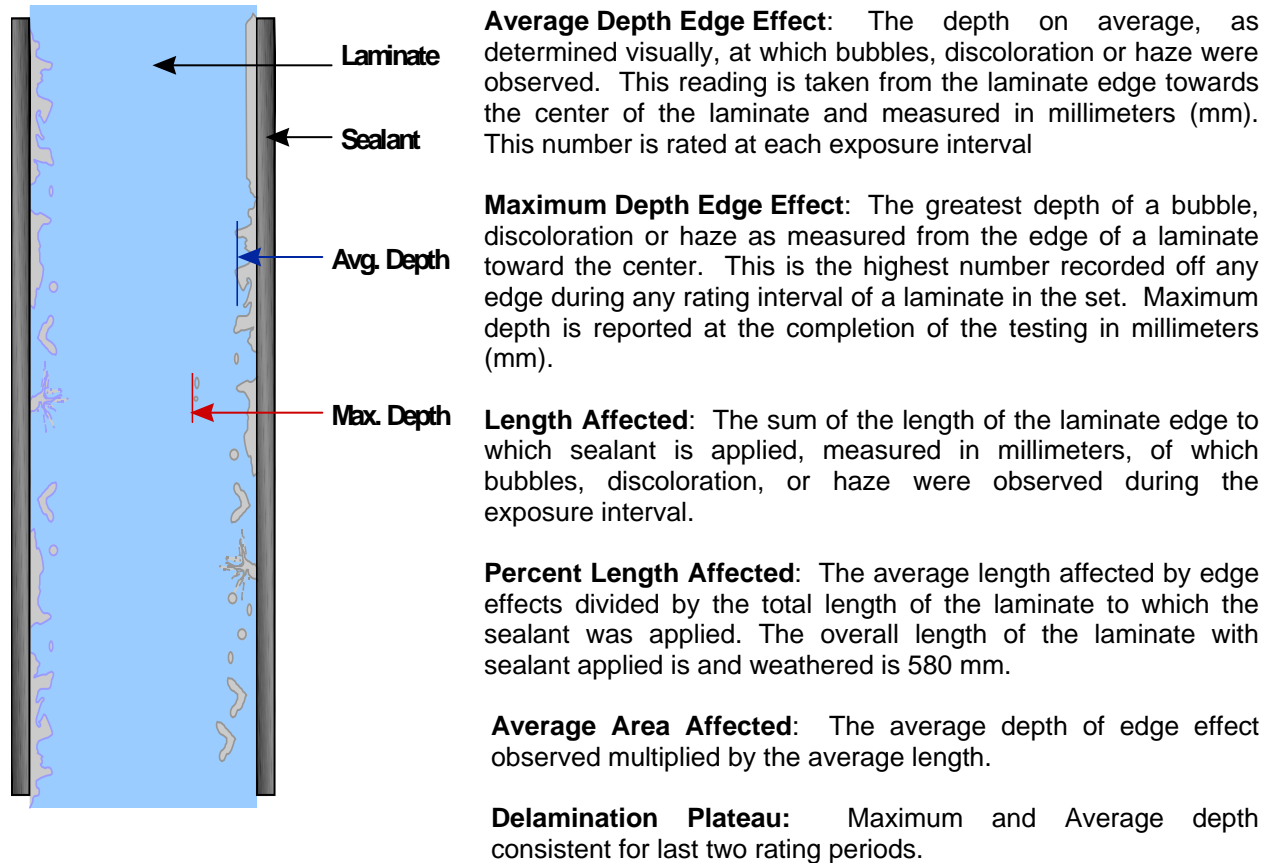 Laminate
Sealant
Avg. Depth
Max. Depth
Average Depth Edge Effect: The depth on average, as
determined visually, at which bubbles, discoloration or haze were
observed. This reading is taken from the laminate edge towards
the center of the laminate and measured in millimeters (mm).
This number is rated at each exposure interval
Maximum Depth Edge Effect: The greatest depth of a bubble,
discoloration or haze as measured from the edge of a laminate
toward the center. This is the highest number recorded off any
edge during any rating interval of a laminate in the set. Maximum
depth is reported at the completion of the testing in millimeters
(mm).
Length Affected: The sum of the length of the laminate edge to
which sealant is applied, measured in millimeters, of which
bubbles, discoloration, or haze were observed during the
exposure interval.
Percent Length Affected: The average length affected by edge
effects divided by the total length of the laminate to which the
sealant was applied. The overall length of the laminate with
sealant applied is and weathered is 580 mm.
Average Area Affected: The average depth of edge effect
observed multiplied by the average length.
Delamination Plateau: Maximum and Average depth
consistent for last two rating periods.